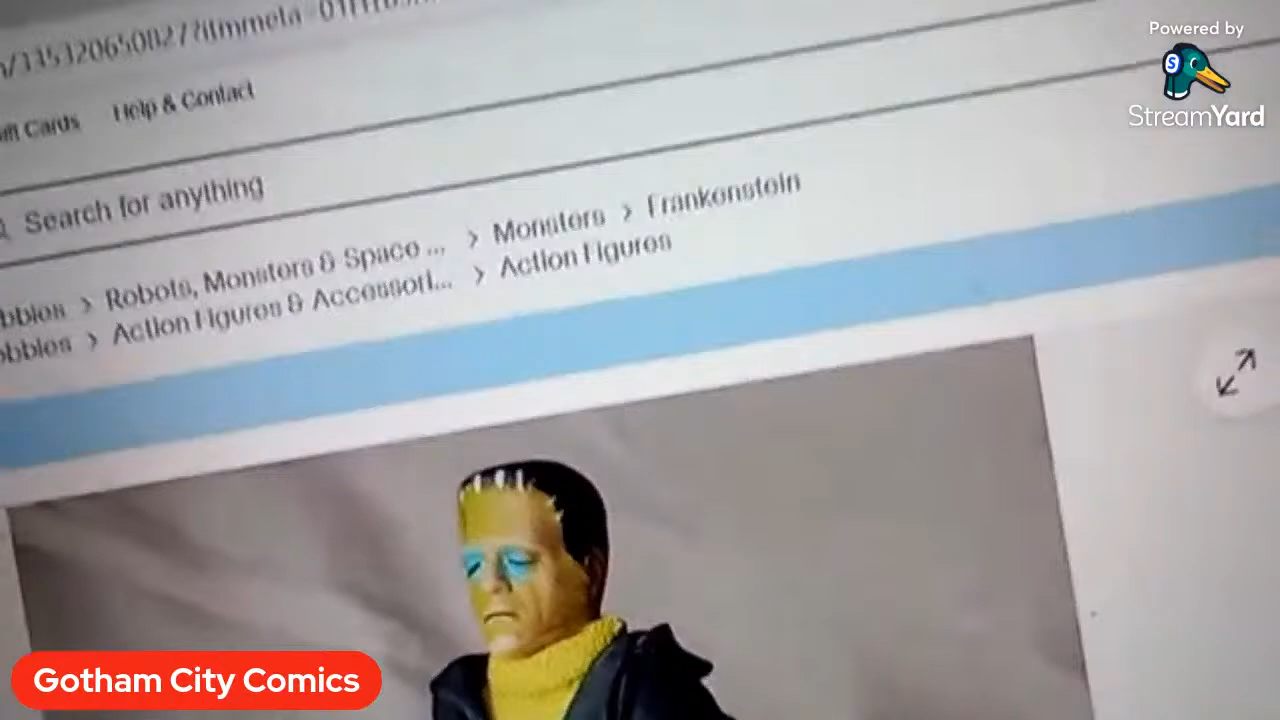 Powered by
StreamYard
Help & Contact
Cards
Search for anything
> Robots, Monsters & Space ... > Monsters > Frankenstein
> Action Figures & Accessori... > Action Figures
Gotham City Comics